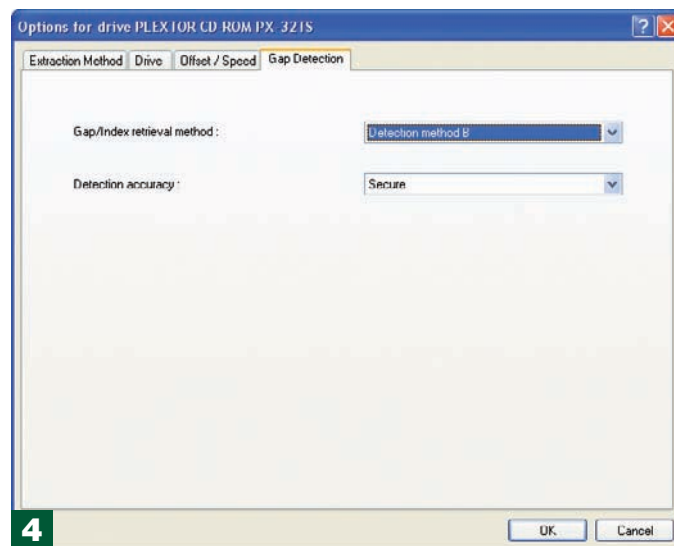 Options for drive PLEXTOR CD-ROM PX-32TS
Extraction Method Drive Offset / Speed Gap Detection
Gap/Index retrieval method : Detection method B
Detection accuracy : Secure
4
OK Cancel